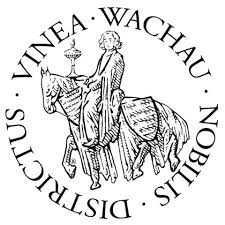 VINEA · WACHAU · NOBILIS · DISTRICTUS ·